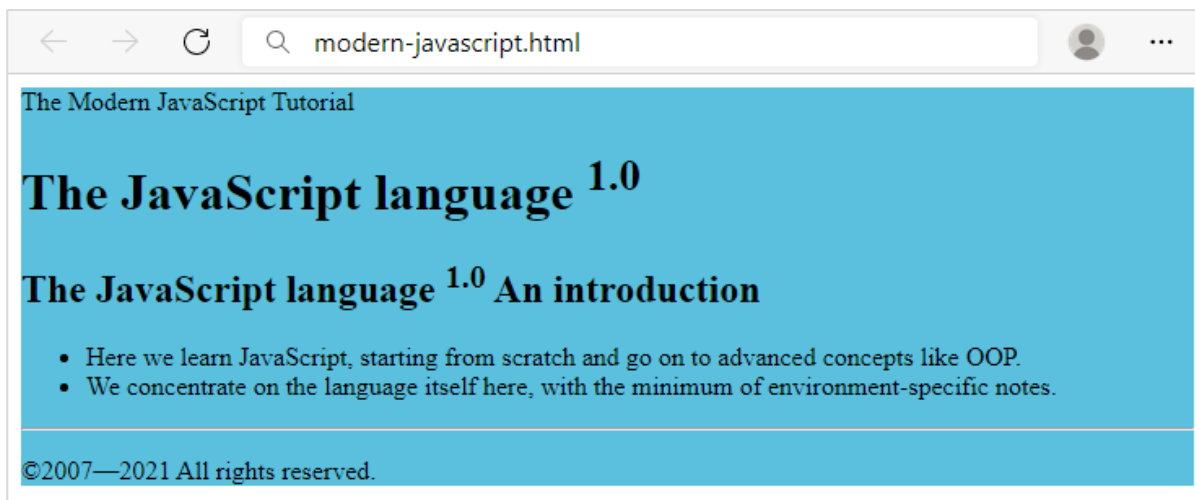 modern-javascript.html
The Modern JavaScript Tutorial
The JavaScript language 1.0
The JavaScript language 1.0 An introduction
• Here we learn JavaScript, starting from scratch and go on to advanced concepts like OOP.
• We concentrate on the language itself here, with the minimum of environment-specific notes.
©2007—2021 All rights reserved.